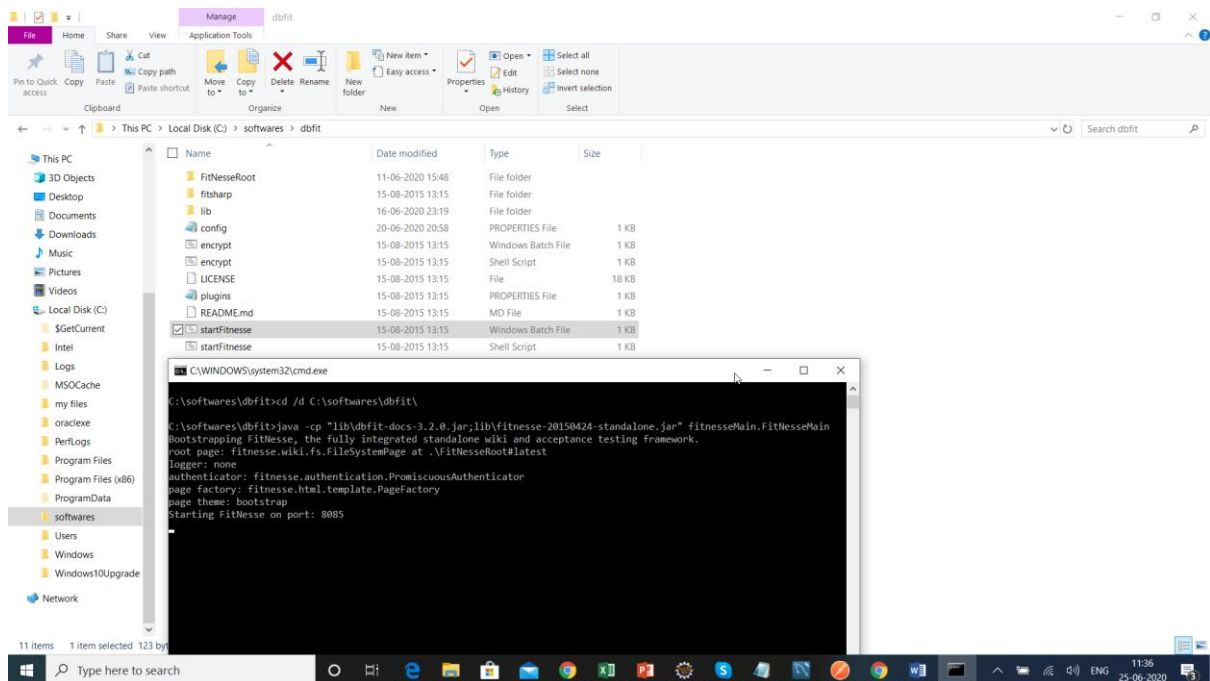 Manage dbfit
File Home Share View Application Tools
Pin to Quick access
Copy
Paste
Cut
Copy path
Paste shortcut
Clipboard
Move to
Copy to
Delete
Rename
Organize
New folder
New item
Easy access
New
Properties
Open
Edit
History
Open
Select all
Select none
Invert selection
Select
> This PC > Local Disk (C:) > softwares > dbfit
Search dbfit
This PC
3D Objects
Desktop
Documents
Downloads
Music
Pictures
Videos
Local Disk (C:)
$GetCurrent
Intel
Logs
MSOCache
my files
oraclexe
PerfLogs
Program Files
Program Files (x86)
ProgramData
softwares
Users
Windows
Windows10Upgrade
Network
Name Date modified Type Size
FitNesseRoot 11-06-2020 15:48 File folder
fitsharp 15-08-2015 13:15 File folder
lib 16-06-2020 23:19 File folder
config 20-06-2020 20:58 PROPERTIES File 1 KB
encrypt 15-08-2015 13:15 Windows Batch File 1 KB
encrypt 15-08-2015 13:15 Shell Script 1 KB
LICENSE 15-08-2015 13:15 File 18 KB
plugins 15-08-2015 13:15 PROPERTIES File 1 KB
README.md 15-08-2015 13:15 MD File 1 KB
startFitnesse 15-08-2015 13:15 Windows Batch File 1 KB
startFitnesse 15-08-2015 13:15 Shell Script 1 KB
C:\WINDOWS\system32\cmd.exe
C:\softwares\dbfit>cd /d C:\softwares\dbfit\
C:\softwares\dbfit>java -cp "lib\dbfit-docs-3.2.0.jar;lib\fitnesse-20150424-standalone.jar" fitnesseMain.FitNesseMain
Bootstrapping FitNesse, the fully integrated standalone wiki and acceptance testing framework.
root page: fitnesse.wiki.fs.FileSystemPage at .\FitNesseRoot#latest
logger: none
authenticator: fitnesse.authentication.PromiscuousAuthenticator
page factory: fitnesse.html.template.PageFactory
page theme: bootstrap
Starting FitNesse on port: 8085
11 items 1 item selected 123 byt
Type here to search
ENG
11:36
25-06-2020